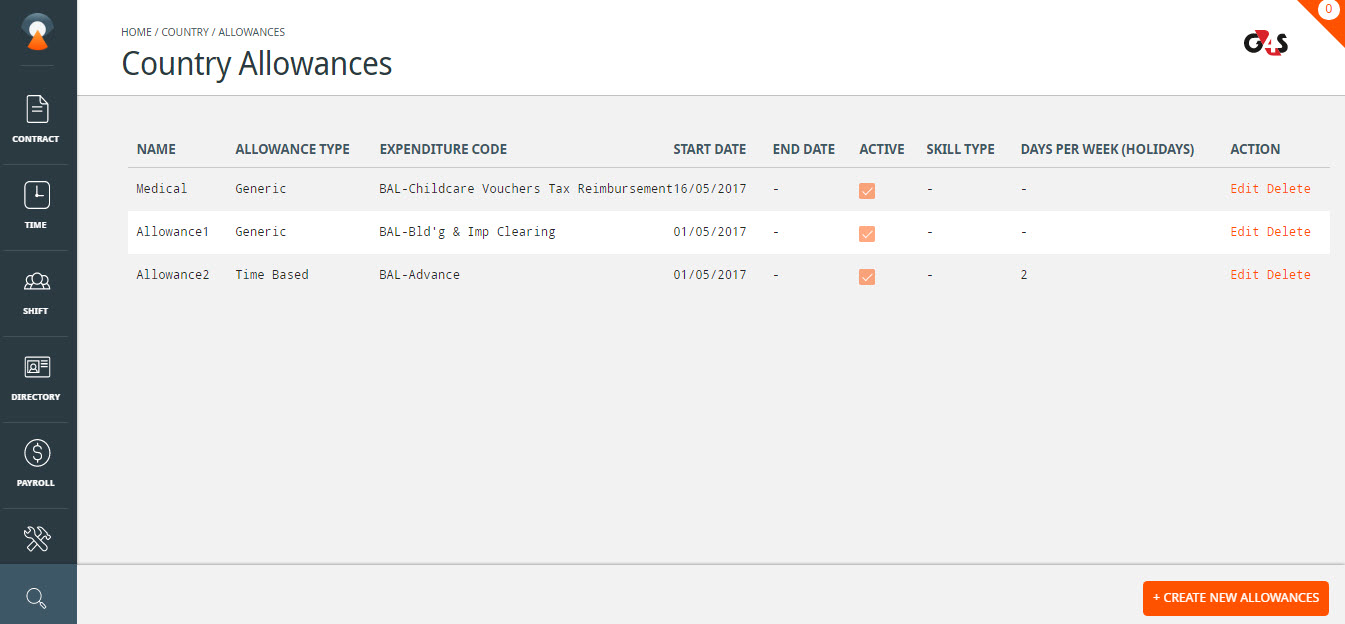 0
HOME / COUNTRY / ALLOWANCES
G4S
Country Allowances
CONTRACT
TIME
SHIFT
DIRECTORY
PAYROLL
NAME ALLOWANCE TYPE EXPENDITURE CODE START DATE END DATE ACTIVE SKILL TYPE DAYS PER WEEK (HOLIDAYS) ACTION
Medical Generic BAL-Childcare Vouchers Tax Reimbursement 16/05/2017 - - - Edit Delete
Allowance1 Generic BAL-Bld'g & Imp Clearing 01/05/2017 - - - Edit Delete
Allowance2 Time Based BAL-Advance 01/05/2017 - - 2 Edit Delete
+ CREATE NEW ALLOWANCES